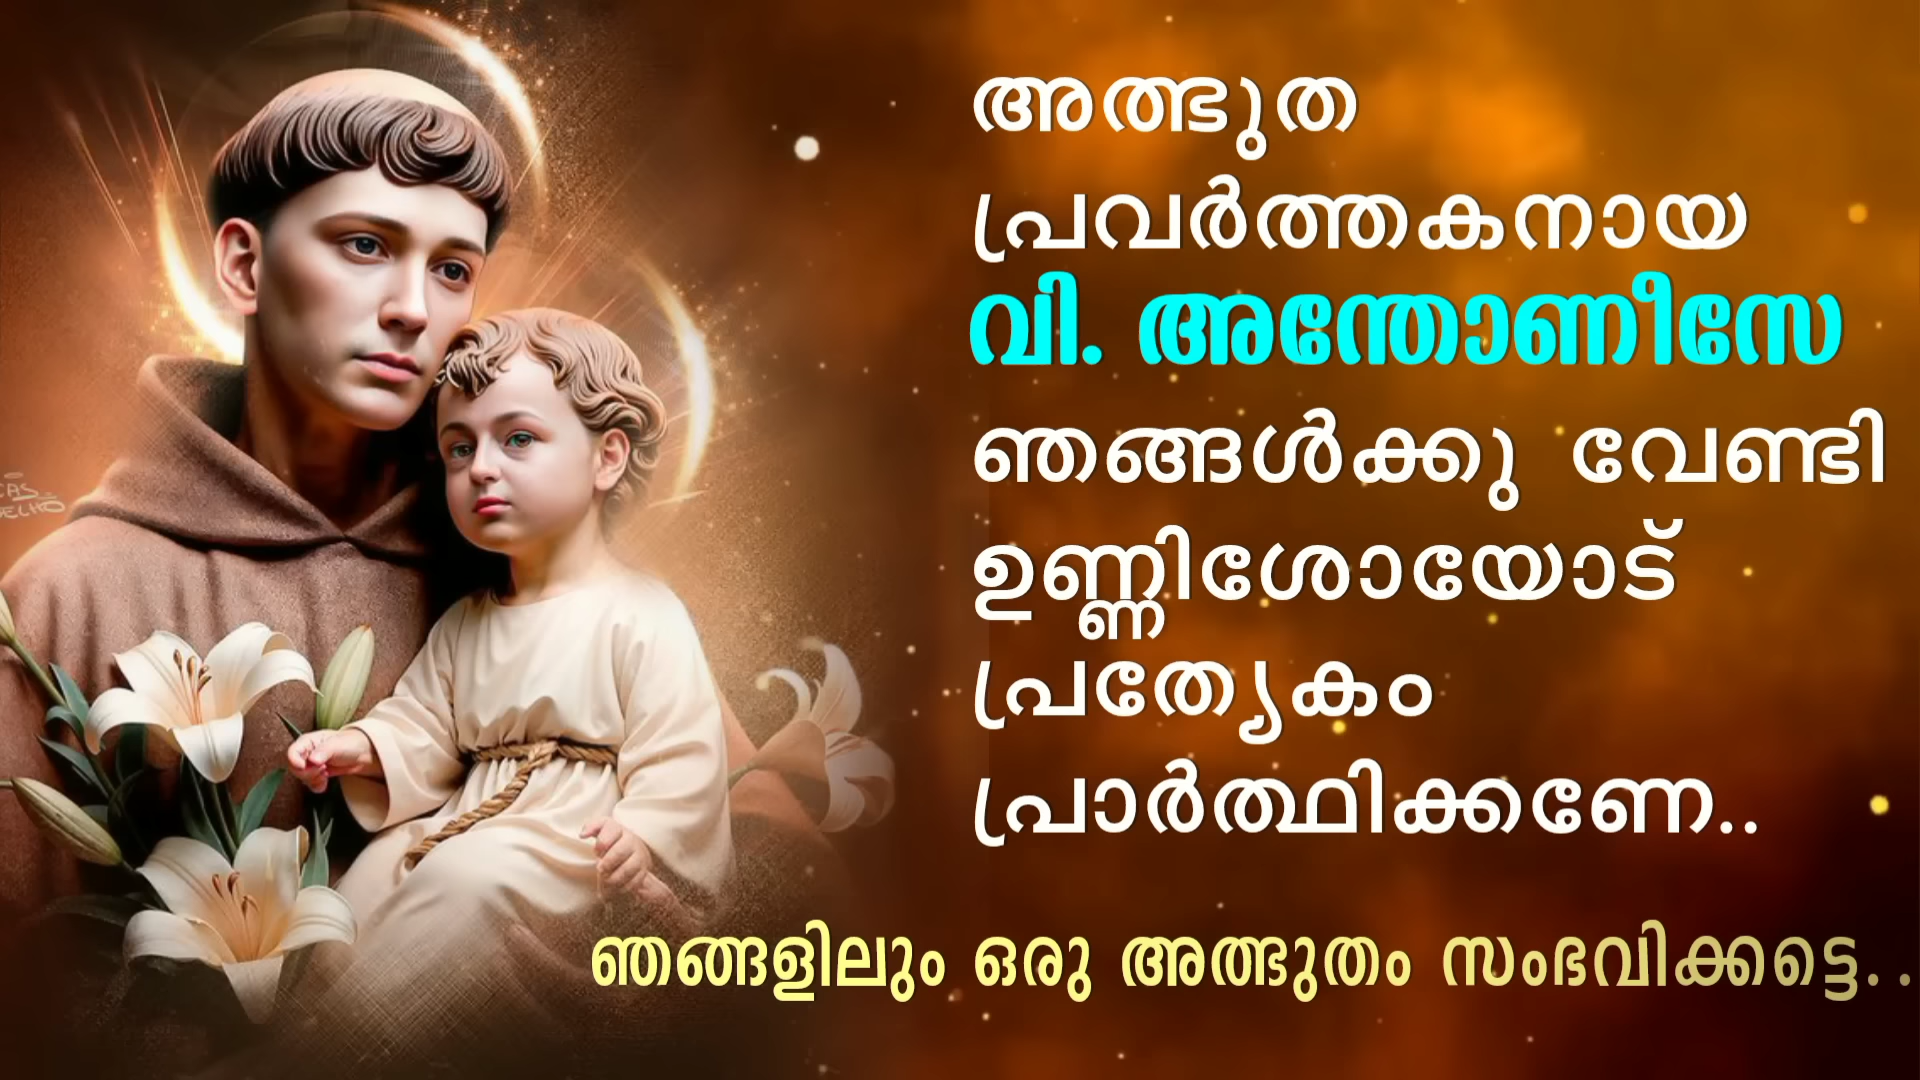 അത്ഭുത
പ്രവർത്തകനായ
വി. അന്തോണീസേ
ഞങ്ങൾക്കു വേണ്ടി
ഉണ്ണിശോയോട്
പ്രത്യേകം
പ്രാർത്ഥിക്കണേ..
ഞങ്ങളിലും ഒരു അത്ഭുതം സംഭവിക്കട്ടെ..